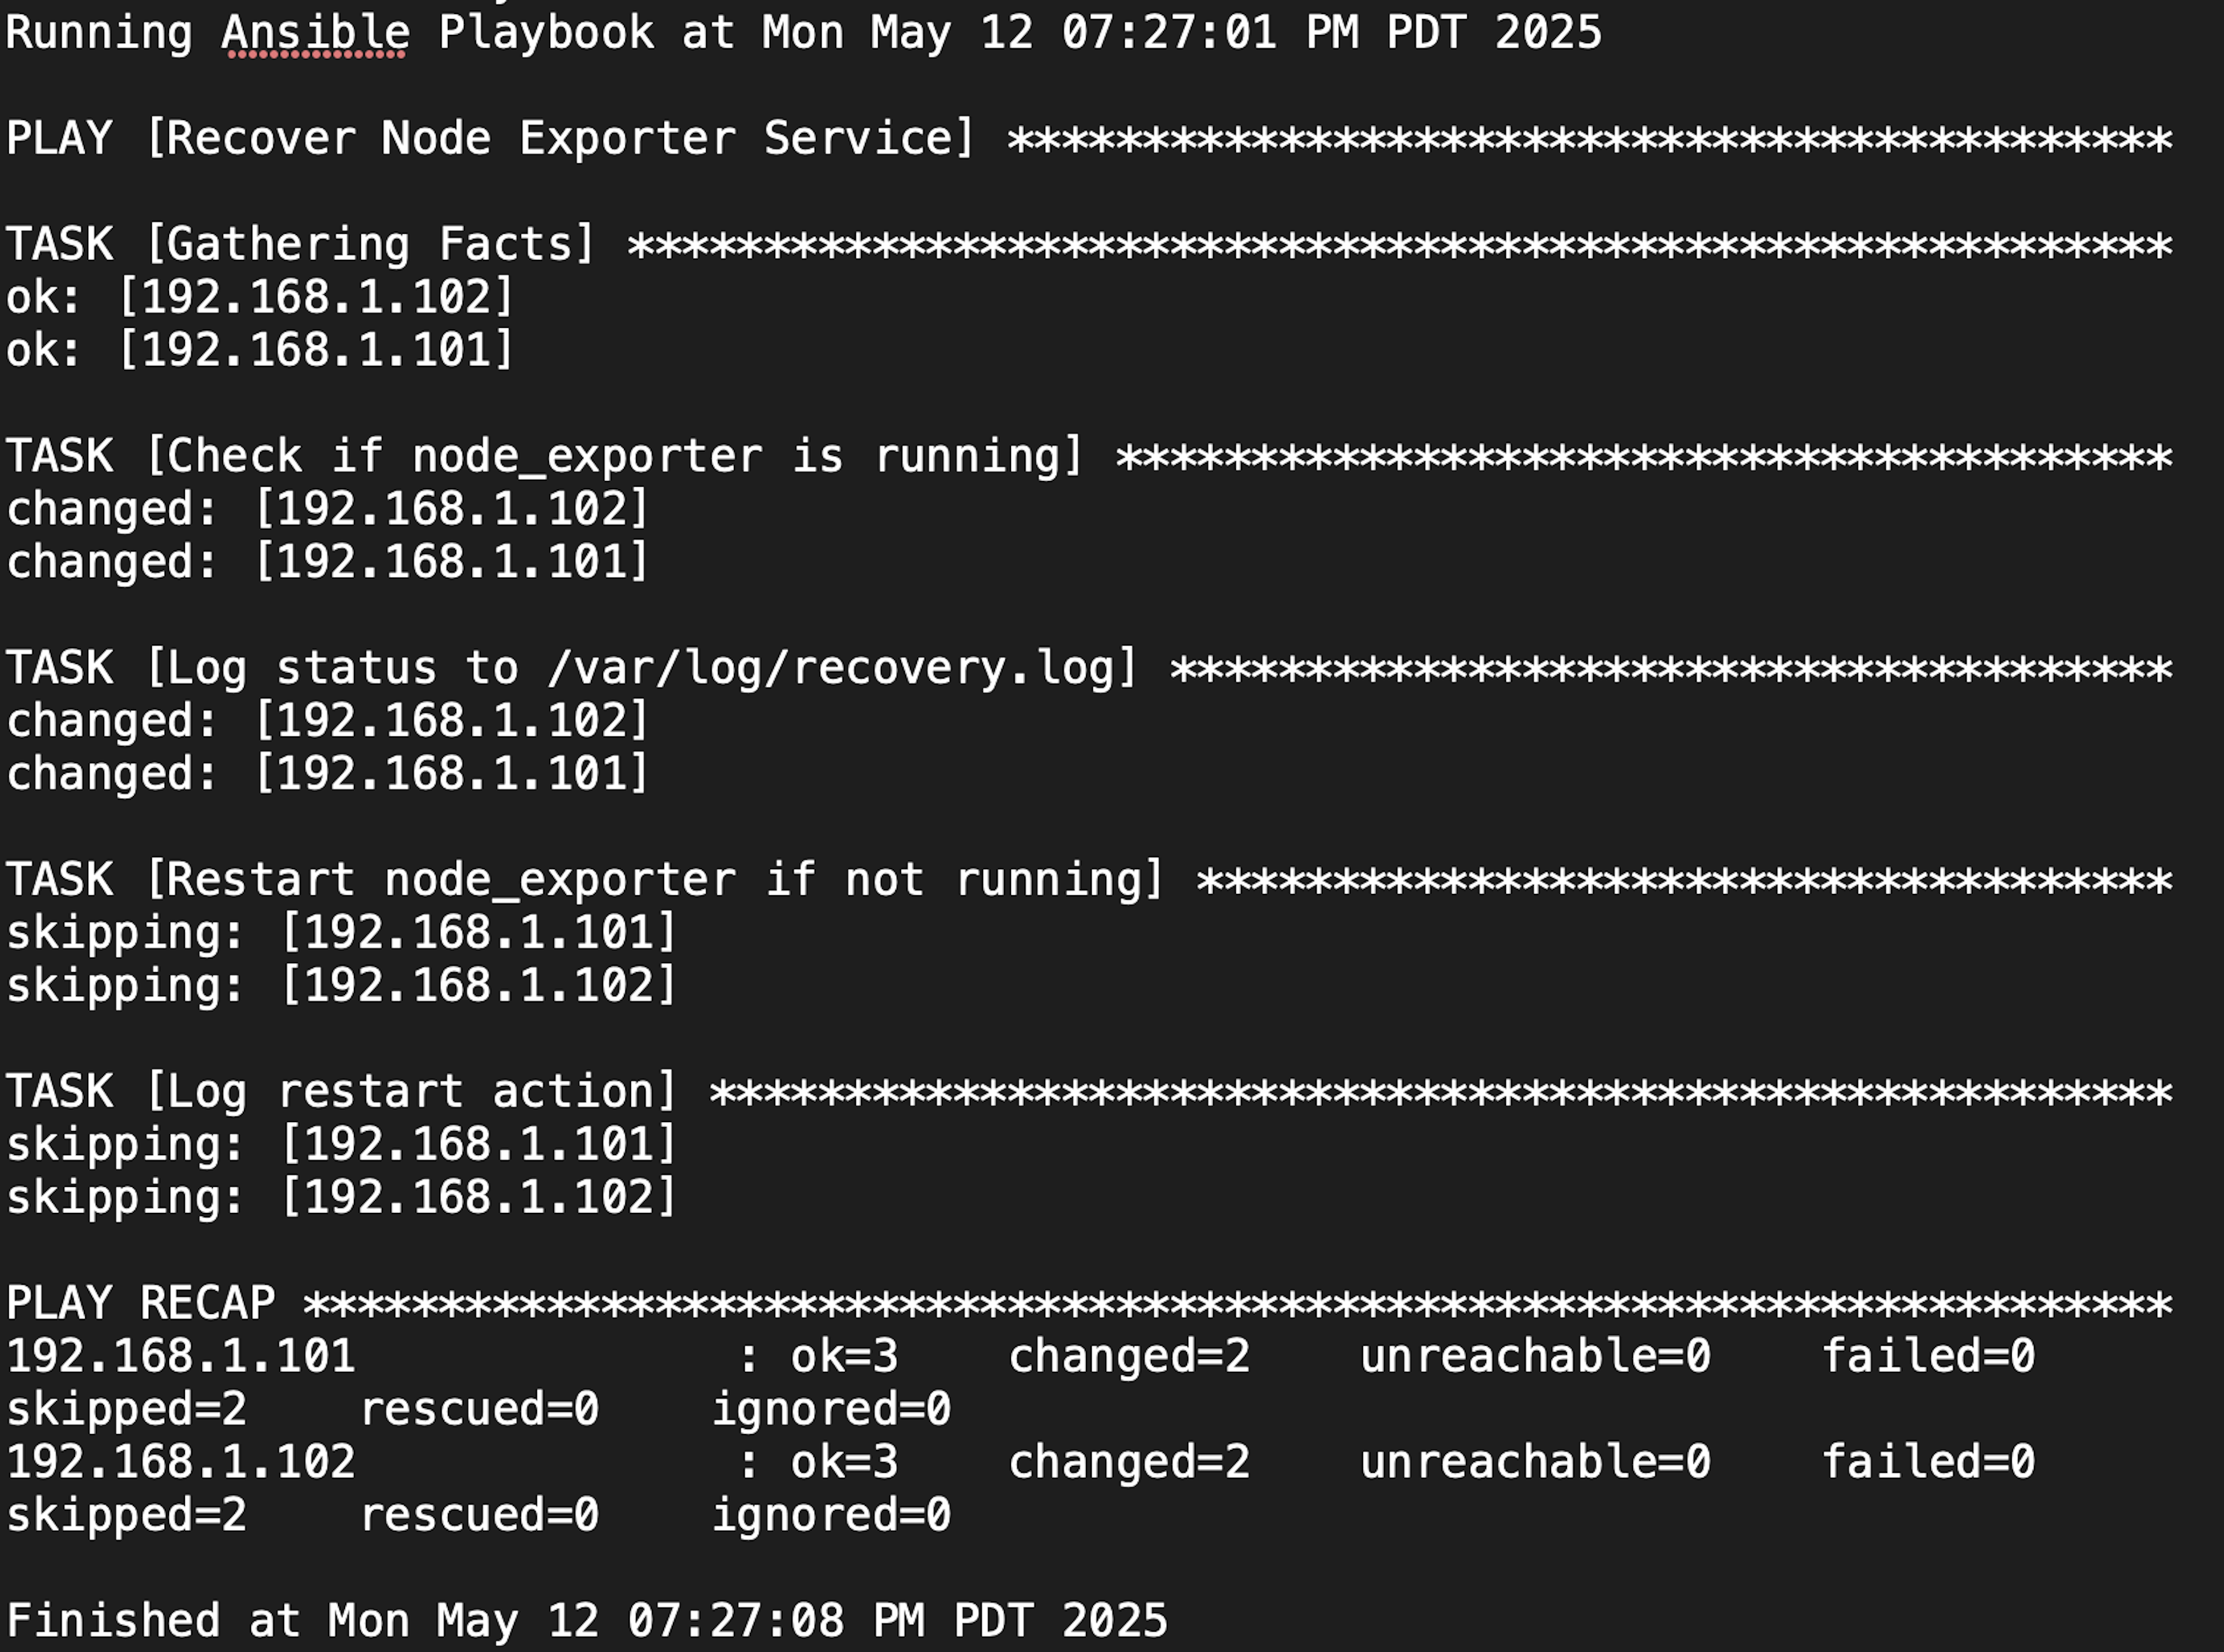 Running Ansible Playbook at Mon May 12 07:27:01 PM PDT 2025
PLAY [Recover Node Exporter Service] *******************************************
TASK [Gathering Facts] *********************************************************
ok: [192.168.1.102]
ok: [192.168.1.101]
TASK [Check if node_exporter is running] ***************************************
changed: [192.168.1.102]
changed: [192.168.1.101]
TASK [Log status to /var/log/recovery.log] *************************************
changed: [192.168.1.102]
changed: [192.168.1.101]
TASK [Restart node_exporter if not running] ************************************
skipping: [192.168.1.101]
skipping: [192.168.1.102]
TASK [Log restart action] ******************************************************
skipping: [192.168.1.101]
skipping: [192.168.1.102]
PLAY RECAP *********************************************************************
192.168.1.101              : ok=3    changed=2    unreachable=0    failed=0
skipped=2    rescued=0    ignored=0
192.168.1.102              : ok=3    changed=2    unreachable=0    failed=0
skipped=2    rescued=0    ignored=0
Finished at Mon May 12 07:27:08 PM PDT 2025